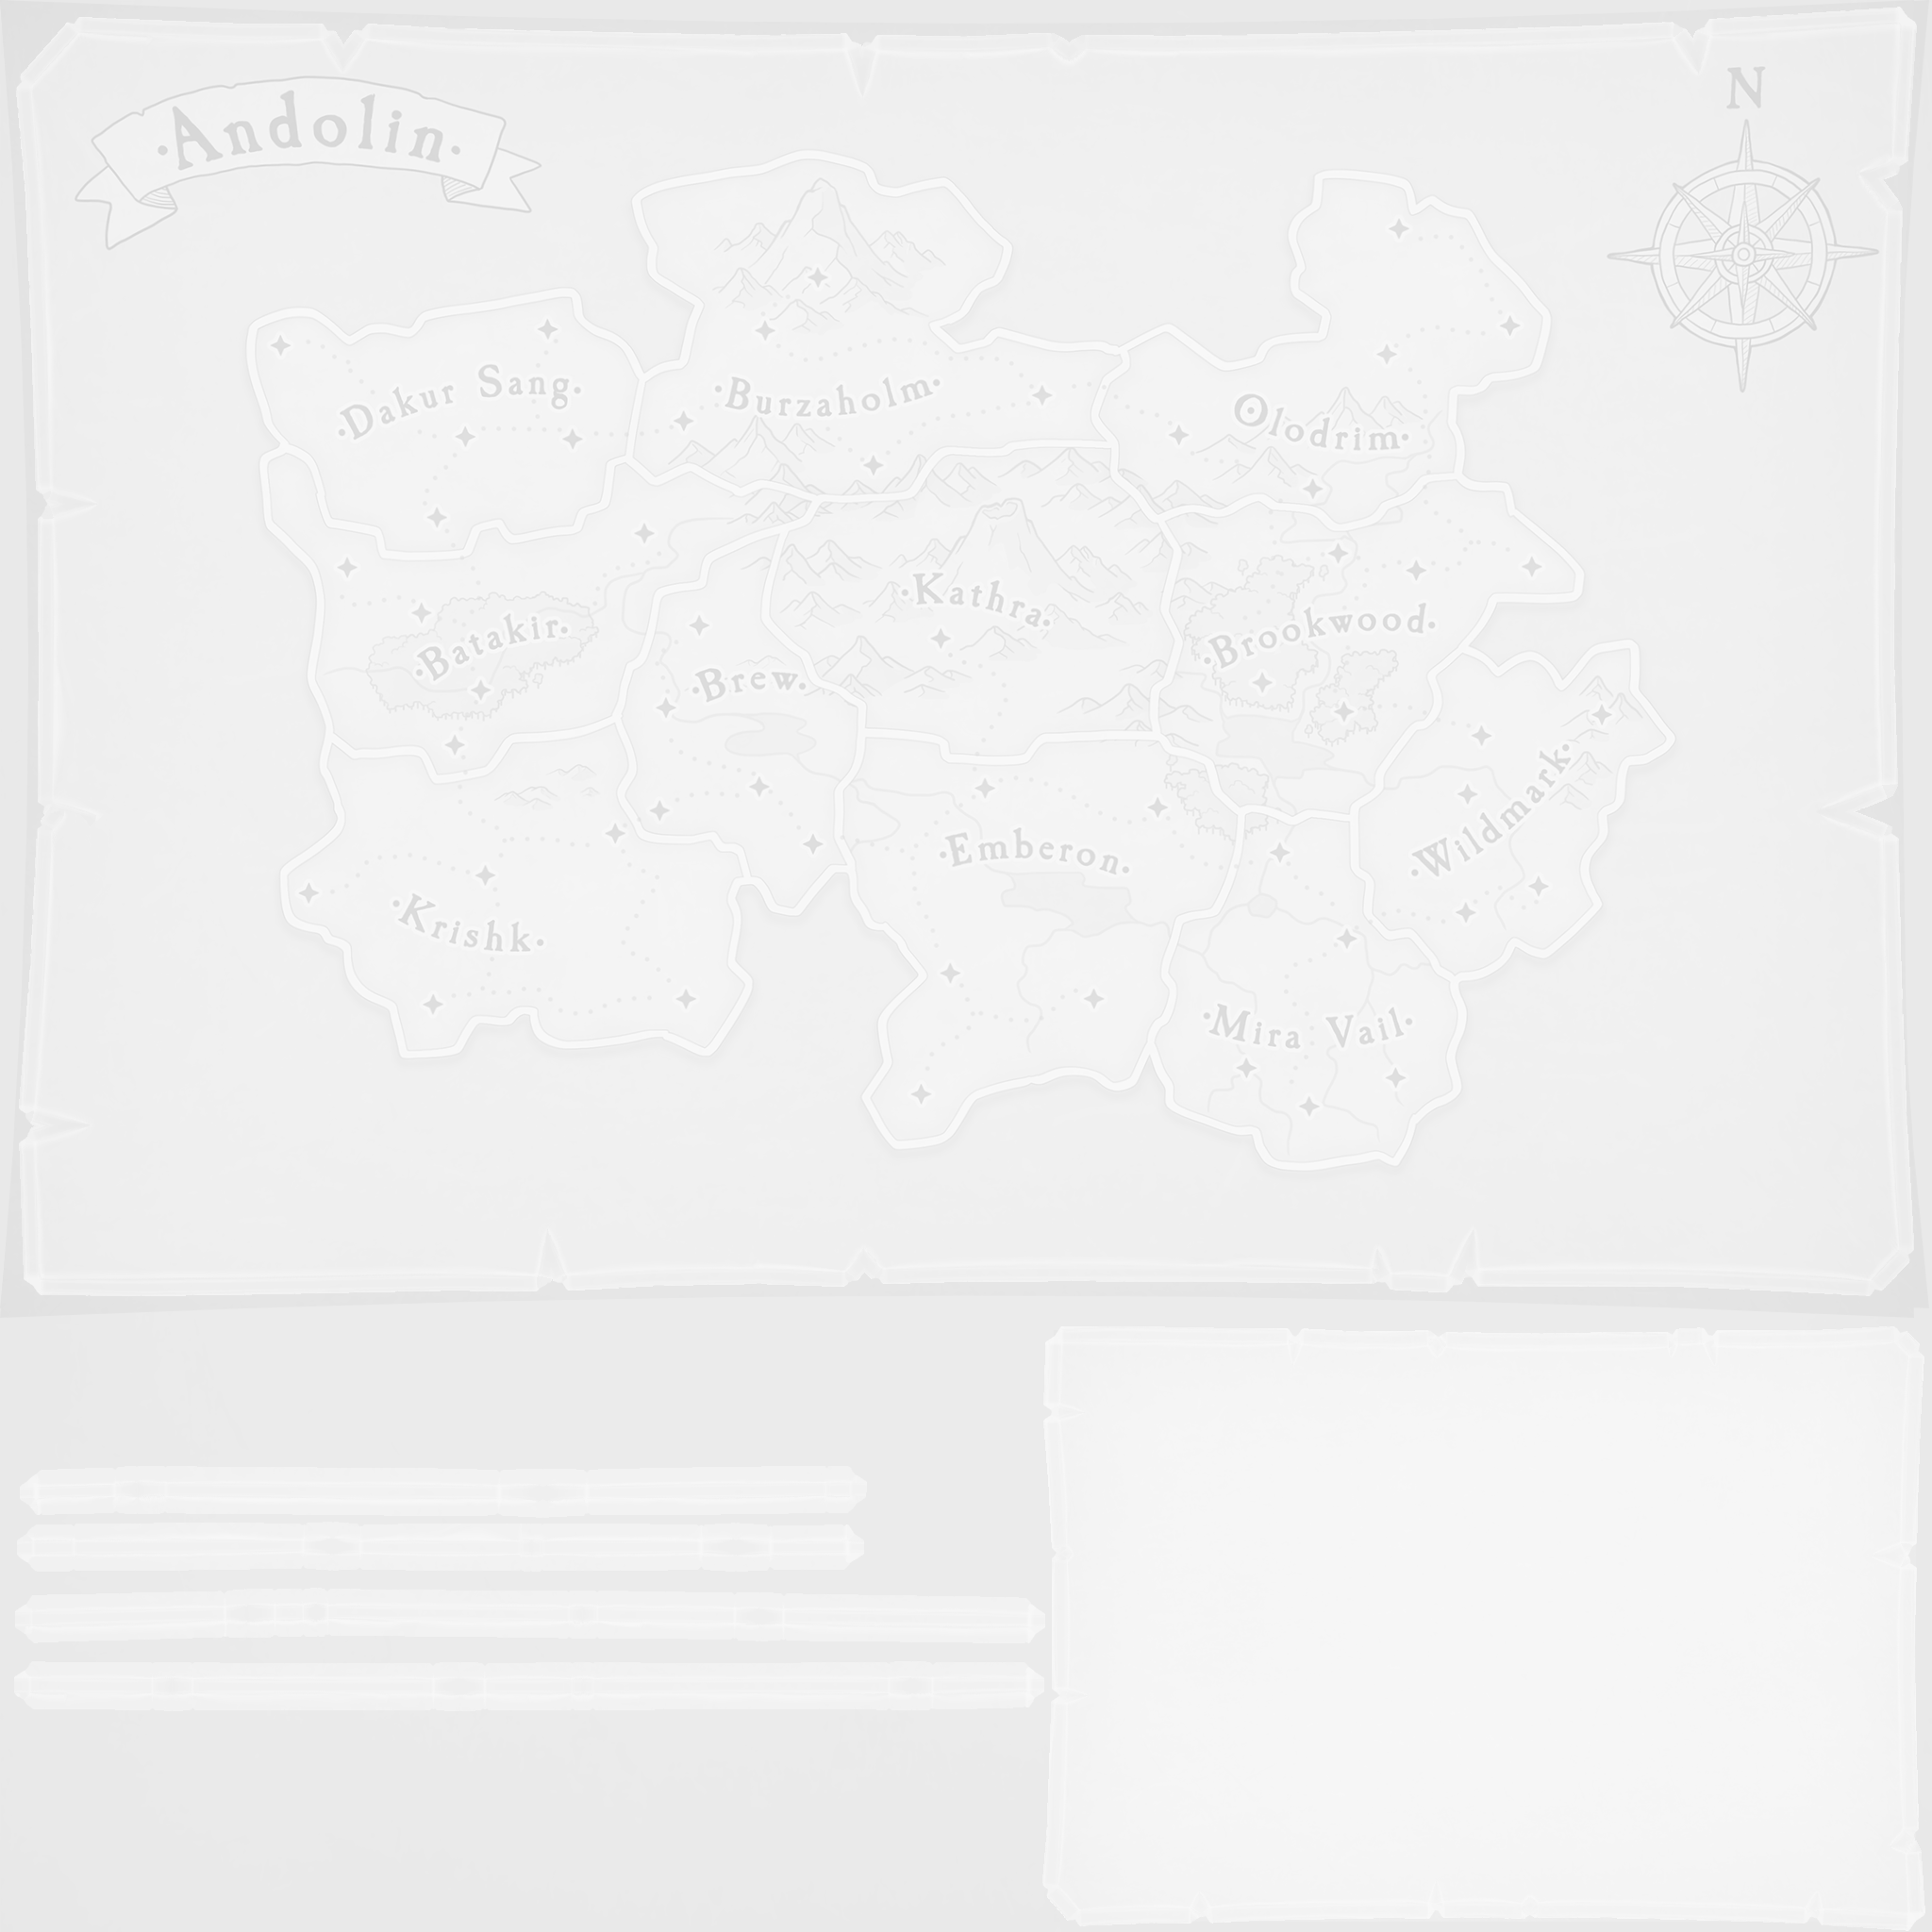 N
·Andolin·
·Dakur Sang·
·Burzaholm·
·Olodrim·
·Kathra·
·Batakir·
·Brookwood·
·Brew·
·Wildmark·
·Emberon·
·Krishk·
·Mira Vail·